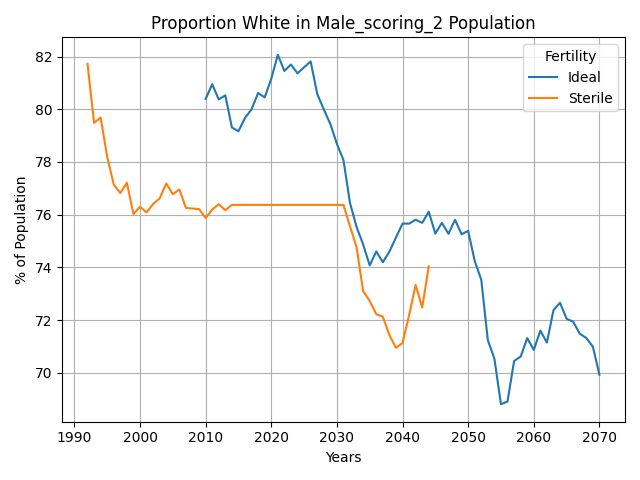 Proportion White in Male_scoring_2 Population
% of Population
82
80
78
76
74
72
70
Fertility
Ideal
Sterile
1990 2000 2010 2020 2030 2040 2050 2060 2070
Years